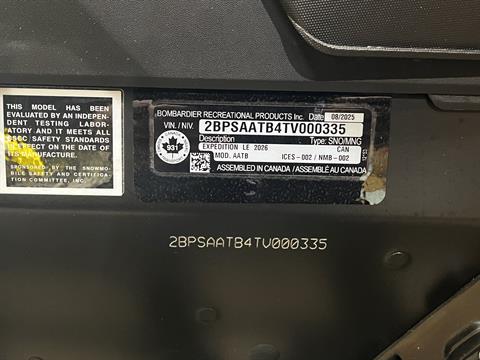 THIS MODEL HAS BEEN
EVALUATED BY AN INDEPEN-
DENT TESTING LABOR-
ATORY AND IT MEETS ALL
SSCC SAFETY STANDARDS
IN EFFECT ON THE DATE OF
ITS MANUFACTURE.
SPONSORED BY THE SNOWMO-
BILE SAFETY AND CERTIFICA-
TION COMMITTEE, INC.
BOMBARDIER RECREATIONAL PRODUCTS INC. Date 08/2025
VIN / NIV. 2BPSAATB4TV000335
Description Type: SNO/MNG
EXPEDITION LE 2026 CAN
MOD. AATB ICES-002 / NMB-002
931
ASSEMBLED IN CANADA / ASSEMBLÉ AU CANADA
2BPSAATB4TV000335